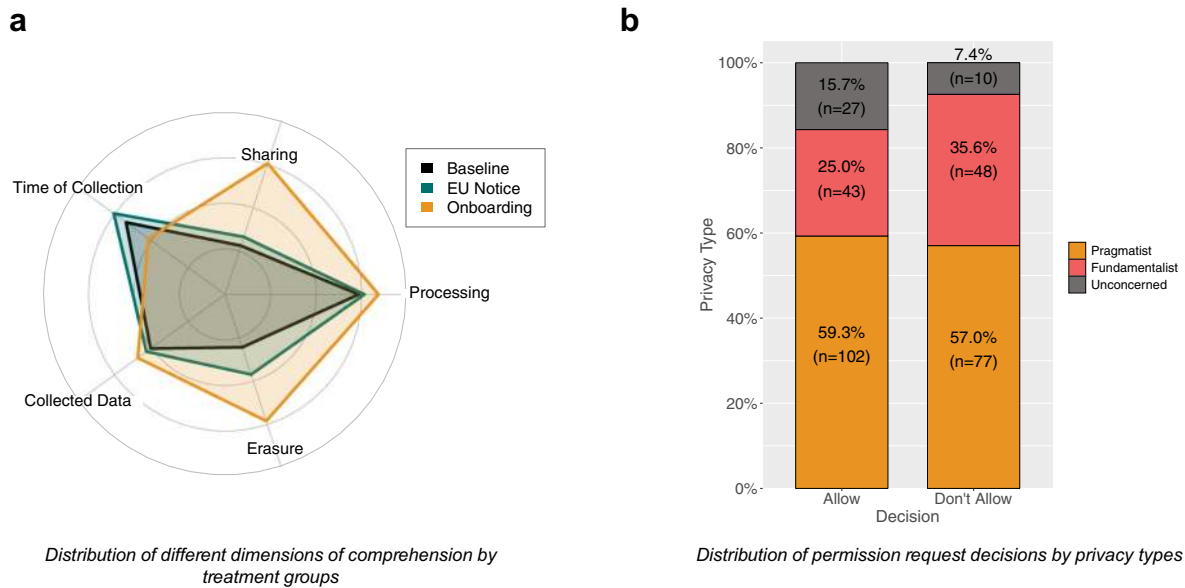 a
Sharing
Time of Collection
Processing
Collected Data
Erasure
Baseline
EU Notice
Onboarding
Distribution of different dimensions of comprehension by
treatment groups
b
Privacy Type
100%
80%
60%
40%
20%
0%
15.7%
(n=27)
25.0%
(n=43)
59.3%
(n=102)
7.4%
(n=10)
35.6%
(n=48)
57.0%
(n=77)
Allow
Don't Allow
Decision
Pragmatist
Fundamentalist
Unconcerned
Distribution of permission request decisions by privacy types